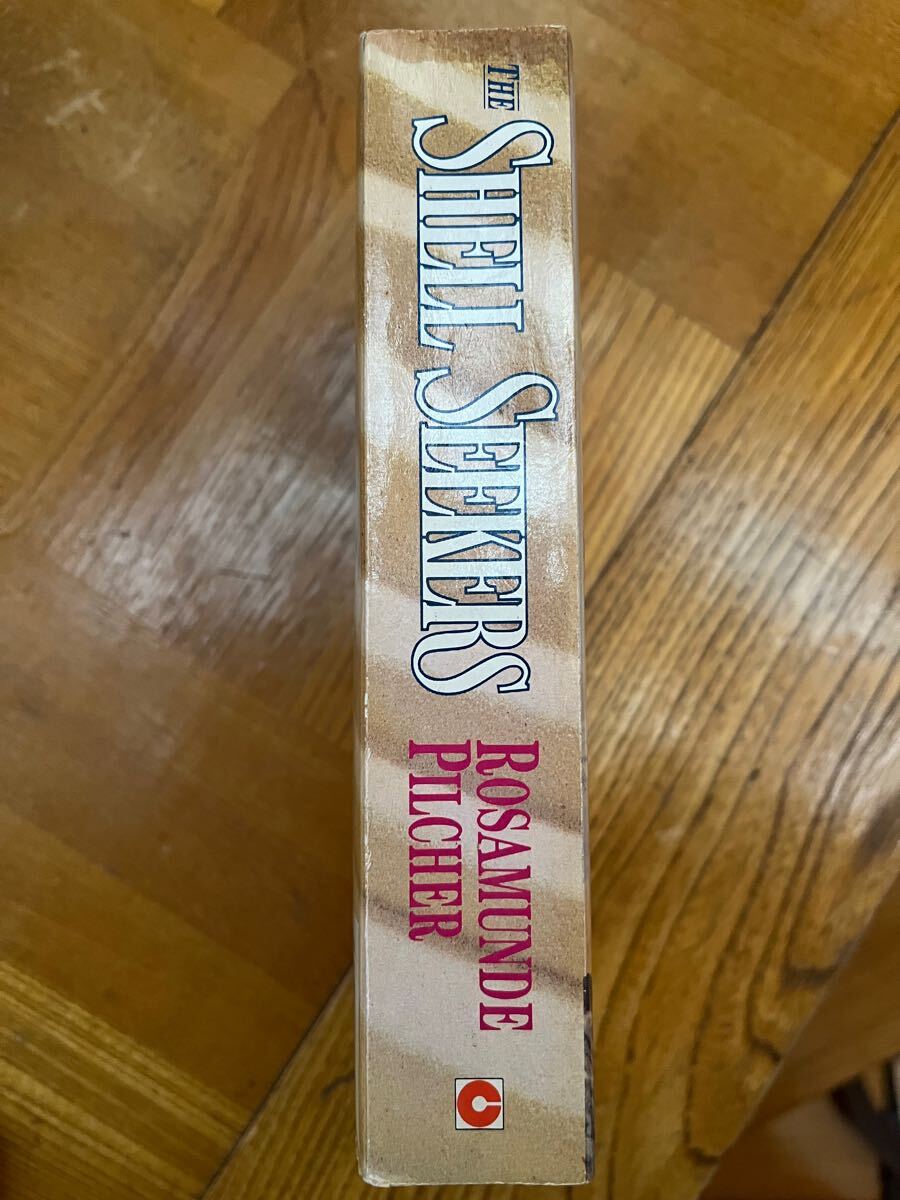 THE
SHELL SEEKERS
ROSAMUNDE
PILCHER